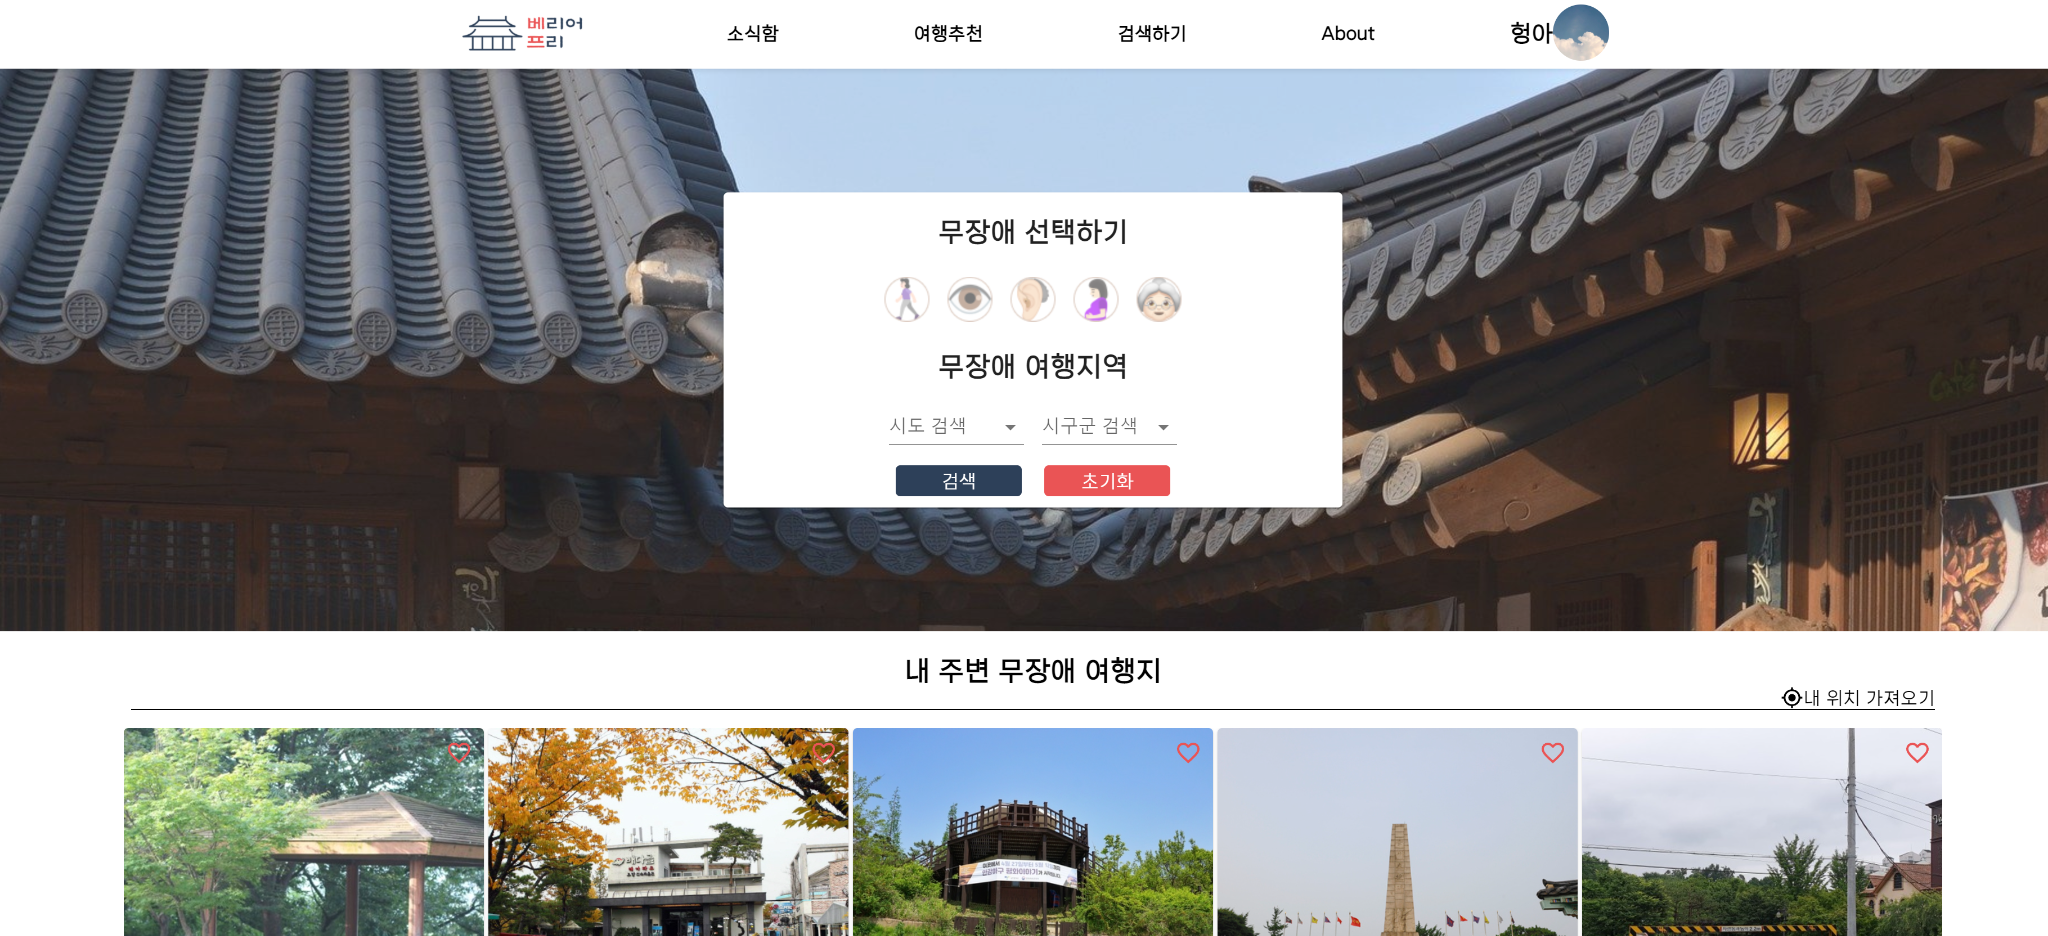 베리어
프리
소식함
여행추천
검색하기
About
헝아
무장애 선택하기
무장애 여행지역
시도 검색
시구군 검색
검색
초기화
Café 다방
내 주변 무장애 여행지
내 위치 가져오기